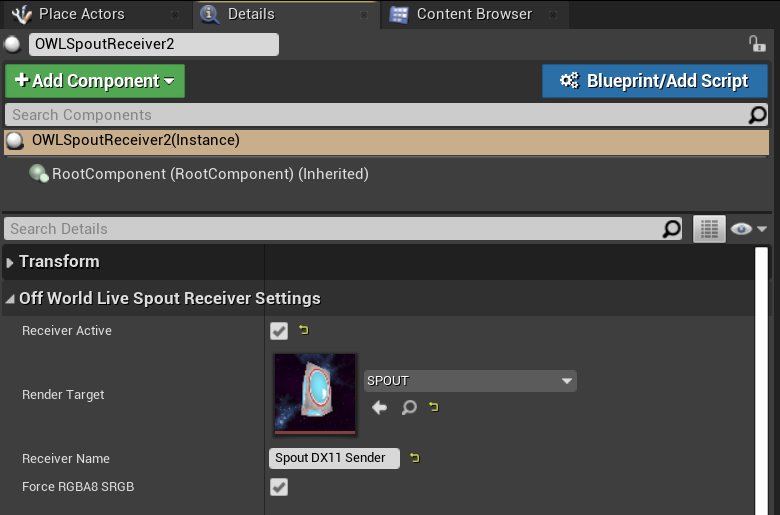 Place Actors
Details
Content Browser
OWLSpoutReceiver2
Add Component
Blueprint/Add Script
Search Components
OWLSpoutReceiver2(Instance)
RootComponent (RootComponent) (Inherited)
Search Details
Transform
Off World Live Spout Receiver Settings
Receiver Active
Render Target
SPOUT
Receiver Name
Spout DX11 Sender
Force RGBA8 SRGB